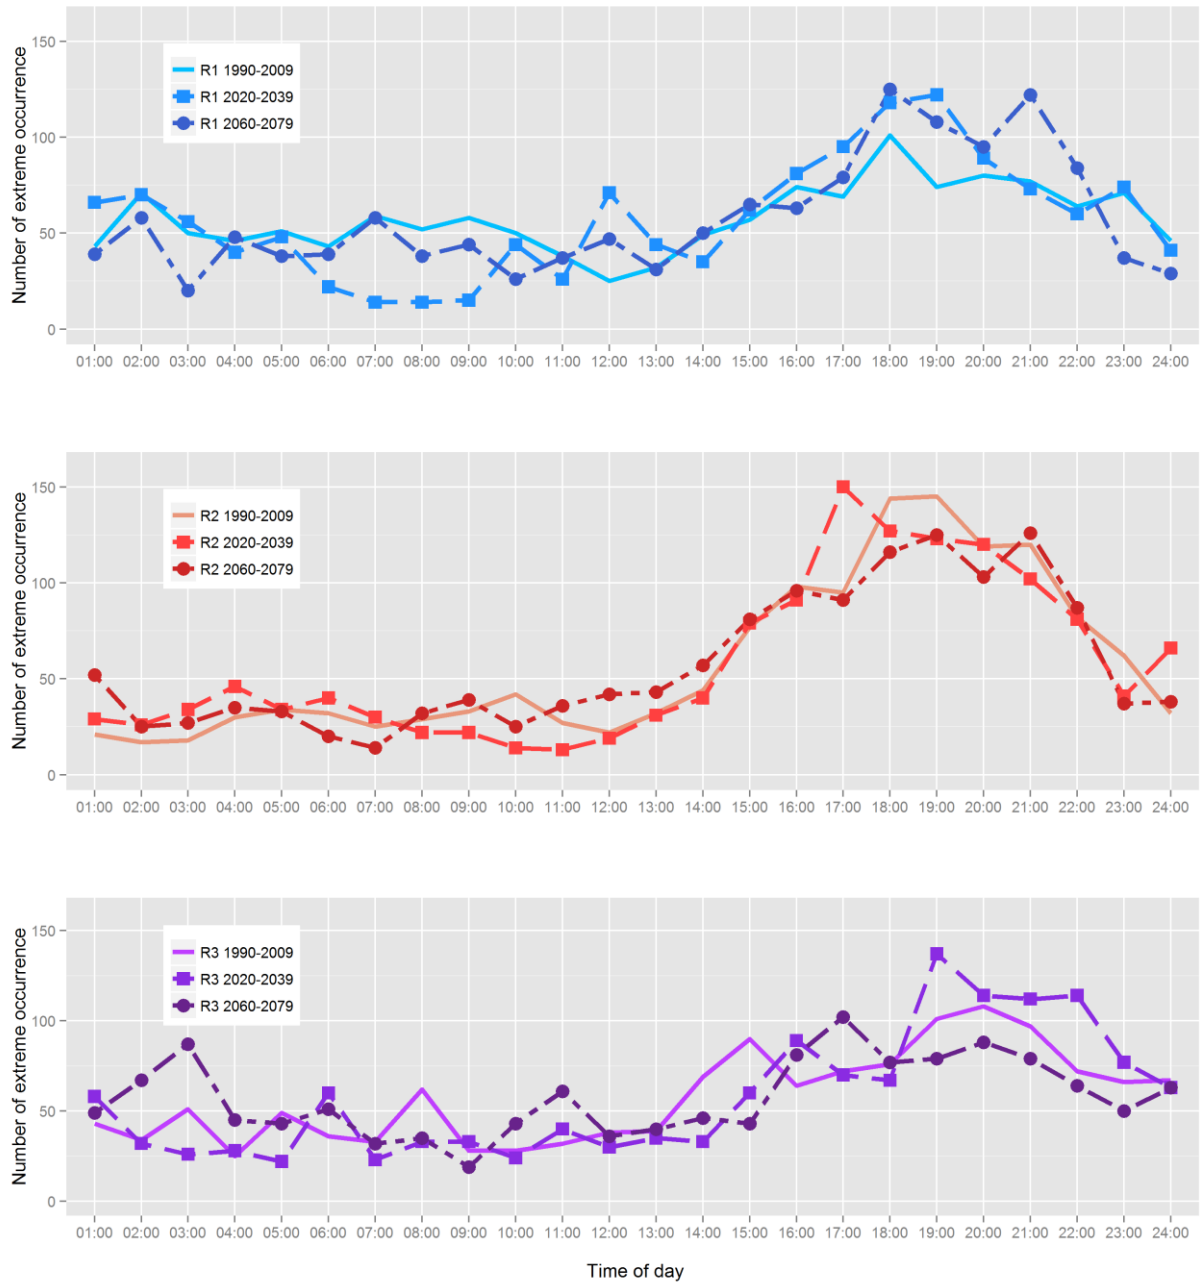 Number of extreme occurrence
150
100
50
0
R1 1990-2009
R1 2020-2039
R1 2060-2079
01:00 02:00 03:00 04:00 05:00 06:00 07:00 08:00 09:00 10:00 11:00 12:00 13:00 14:00 15:00 16:00 17:00 18:00 19:00 20:00 21:00 22:00 23:00 24:00
Number of extreme occurrence
150
100
50
0
R2 1990-2009
R2 2020-2039
R2 2060-2079
01:00 02:00 03:00 04:00 05:00 06:00 07:00 08:00 09:00 10:00 11:00 12:00 13:00 14:00 15:00 16:00 17:00 18:00 19:00 20:00 21:00 22:00 23:00 24:00
Number of extreme occurrence
150
100
50
0
R3 1990-2009
R3 2020-2039
R3 2060-2079
01:00 02:00 03:00 04:00 05:00 06:00 07:00 08:00 09:00 10:00 11:00 12:00 13:00 14:00 15:00 16:00 17:00 18:00 19:00 20:00 21:00 22:00 23:00 24:00
Time of day